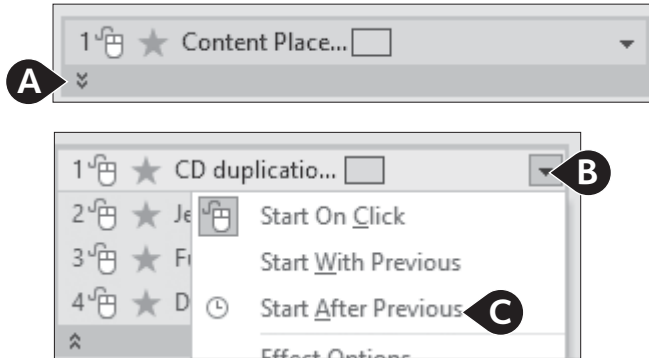 1 Content Place...
A
1 CD duplicatio...
B
2 Je
Start On Click
3 Fu
Start With Previous
4 D
Start After Previous
C
Effect Options